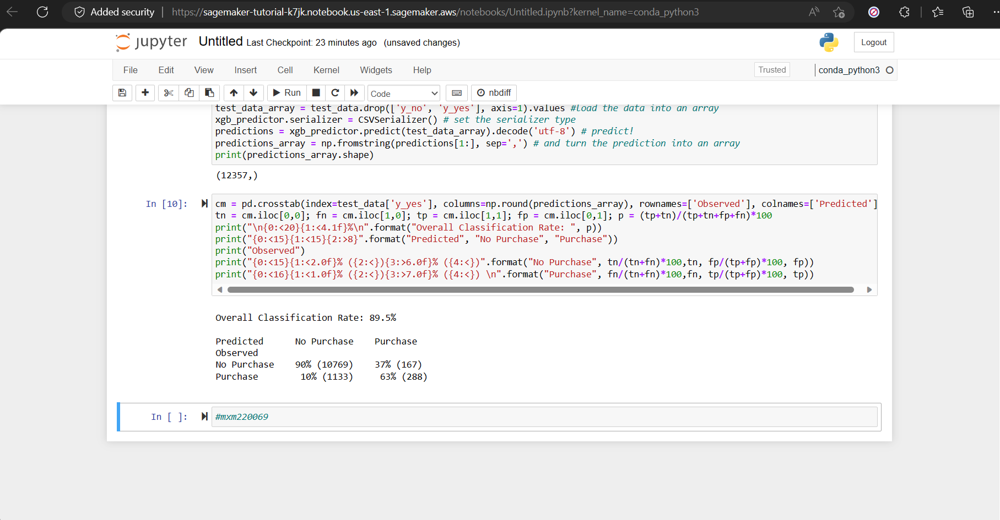 Added security | https://sagemaker-tutorial-k7jk.notebook.us-east-1.sagemaker.aws/notebooks/Untitled.ipynb?kernel_name=conda_python3
jupyter Untitled Last Checkpoint: 23 minutes ago (unsaved changes) Logout
File Edit View Insert Cell Kernel Widgets Help Trusted conda_python3
Run Code nbdiff
test_data_array = test_data.drop(['y_no', 'y_yes'], axis=1).values #load the data into an array
xgb_predictor.serializer = CSVSerializer() # set the serializer type
predictions = xgb_predictor.predict(test_data_array).decode('utf-8') # predict!
predictions_array = np.fromstring(predictions[1:], sep=',') # and turn the prediction into an array
print(predictions_array.shape)
(12357,)
In [10]: cm = pd.crosstab(index=test_data['y_yes'], columns=np.round(predictions_array), rownames=['Observed'], colnames=['Predicted']
tn = cm.iloc[0,0]; fn = cm.iloc[1,0]; tp = cm.iloc[1,1]; fp = cm.iloc[0,1]; p = (tp+tn)/(tp+tn+fp+fn)*100
print("\n{0:<20}{1:<4.1f}%\n".format("Overall Classification Rate: ", p))
print("{0:<15}{1:<15}{2:>8}".format("Predicted", "No Purchase", "Purchase"))
print("Observed")
print("{0:<15}{1:<2.0f}% ({2:<}){3:>6.0f}% ({4:<})".format("No Purchase", tn/(tn+fn)*100,tn, fp/(tp+fp)*100, fp))
print("{0:<16}{1:<1.0f}% ({2:<}){3:>7.0f}% ({4:<}) \n".format("Purchase", fn/(tn+fn)*100,fn, tp/(tp+fp)*100, tp))
Overall Classification Rate: 89.5%
Predicted No Purchase Purchase
Observed
No Purchase 90% (10769) 37% (167)
Purchase 10% (1133) 63% (288)
In [ ]: #mxm220069